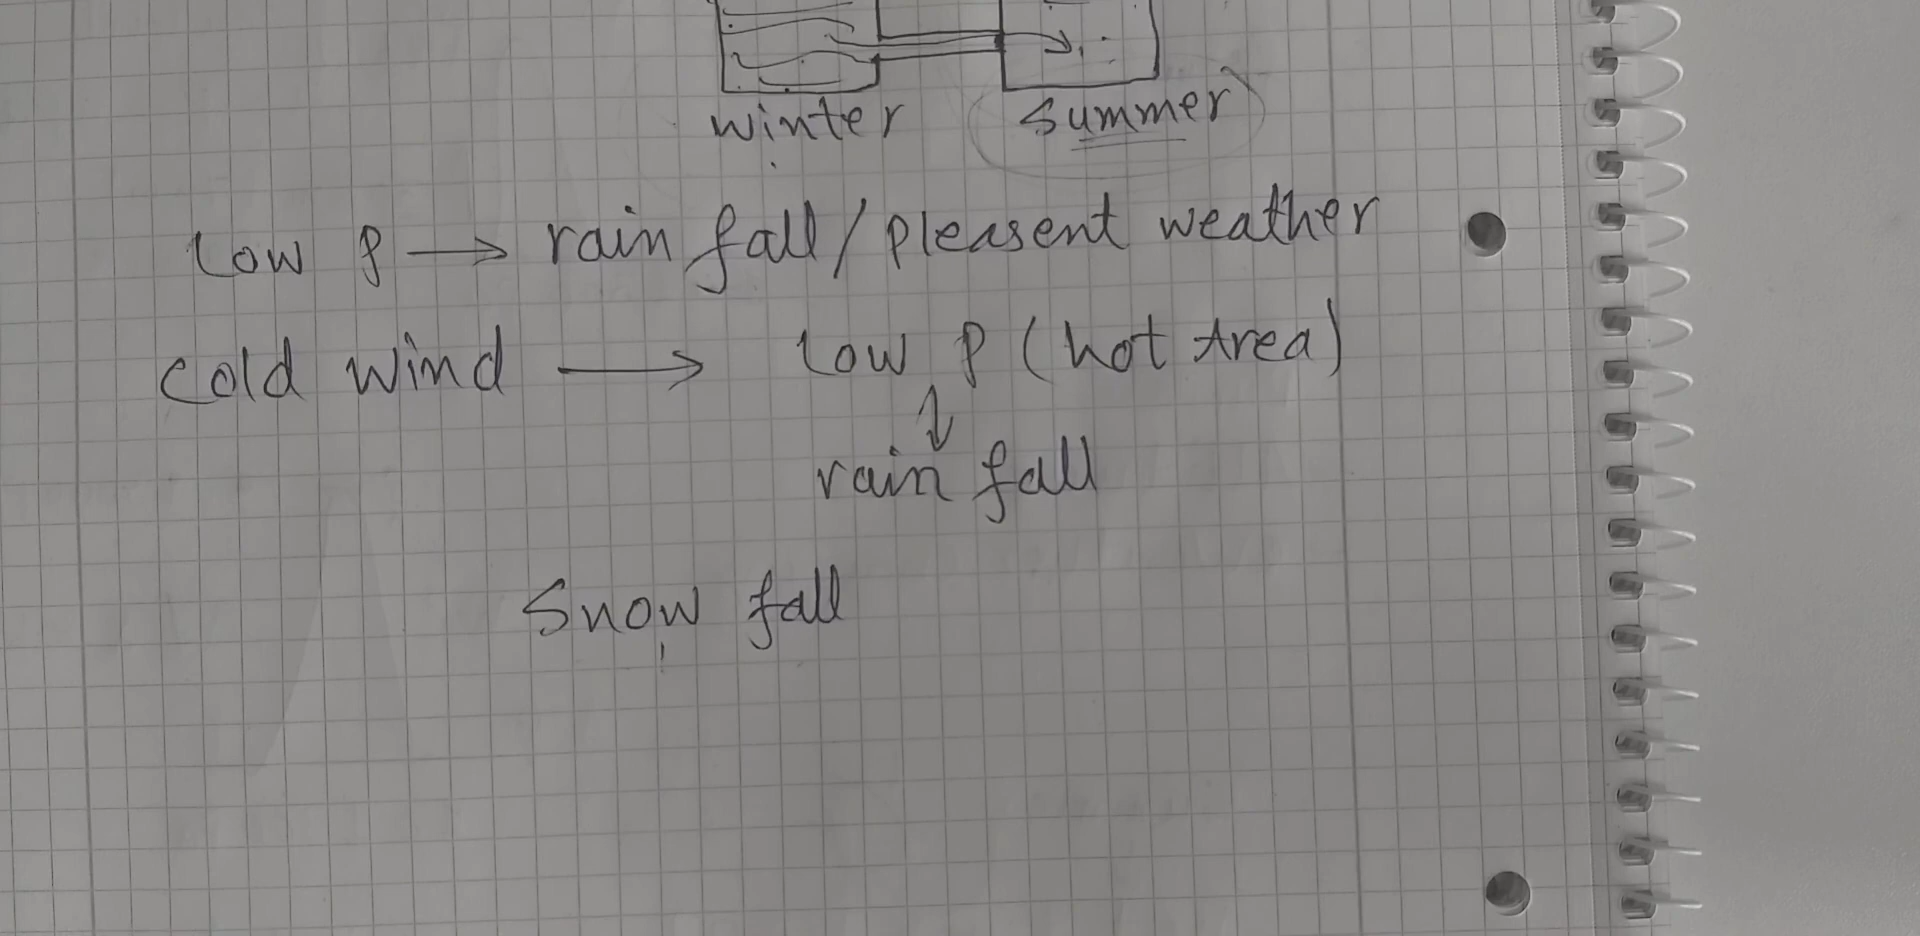 winter summer
Low P → rain fall/pleasent weather
cold wind → Low P (hot Area)
rain fall
Snow fall